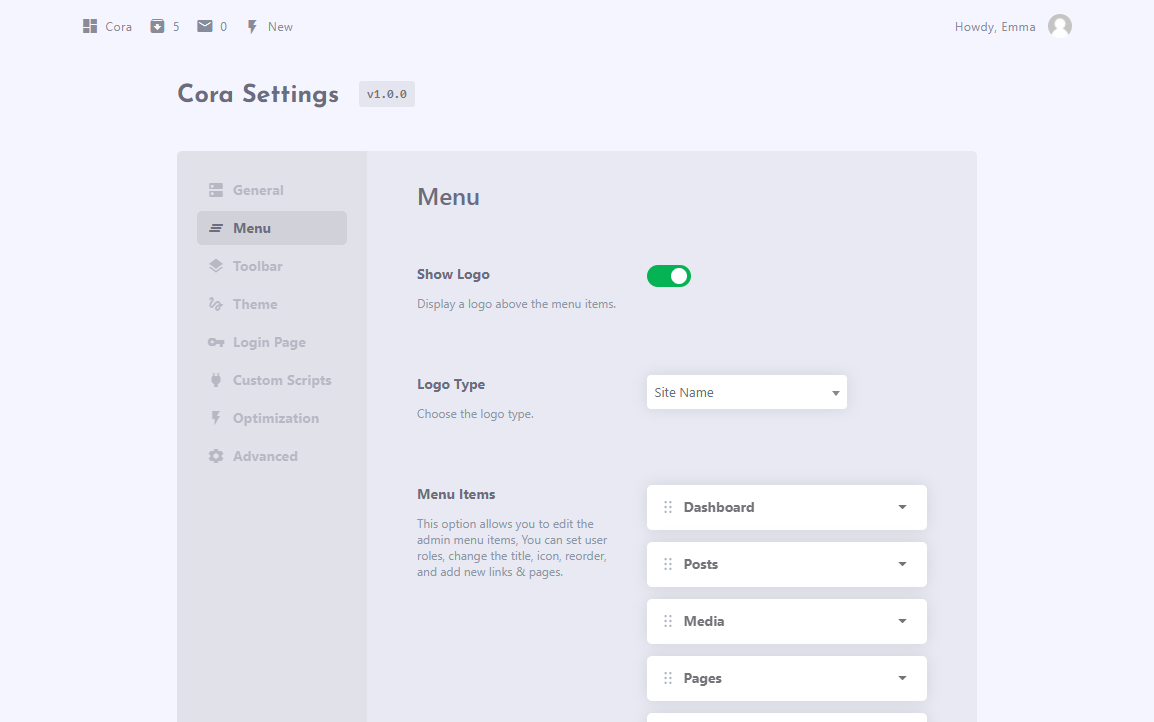 Cora 5 0 New Howdy, Emma
Cora Settings v1.0.0
General
Menu
Toolbar
Theme
Login Page
Custom Scripts
Optimization
Advanced
Menu
Show Logo
Display a logo above the menu items.
Logo Type
Choose the logo type.
Site Name
Menu Items
This option allows you to edit the
admin menu items, You can set user
roles, change the title, icon, reorder,
and add new links & pages.
Dashboard
Posts
Media
Pages